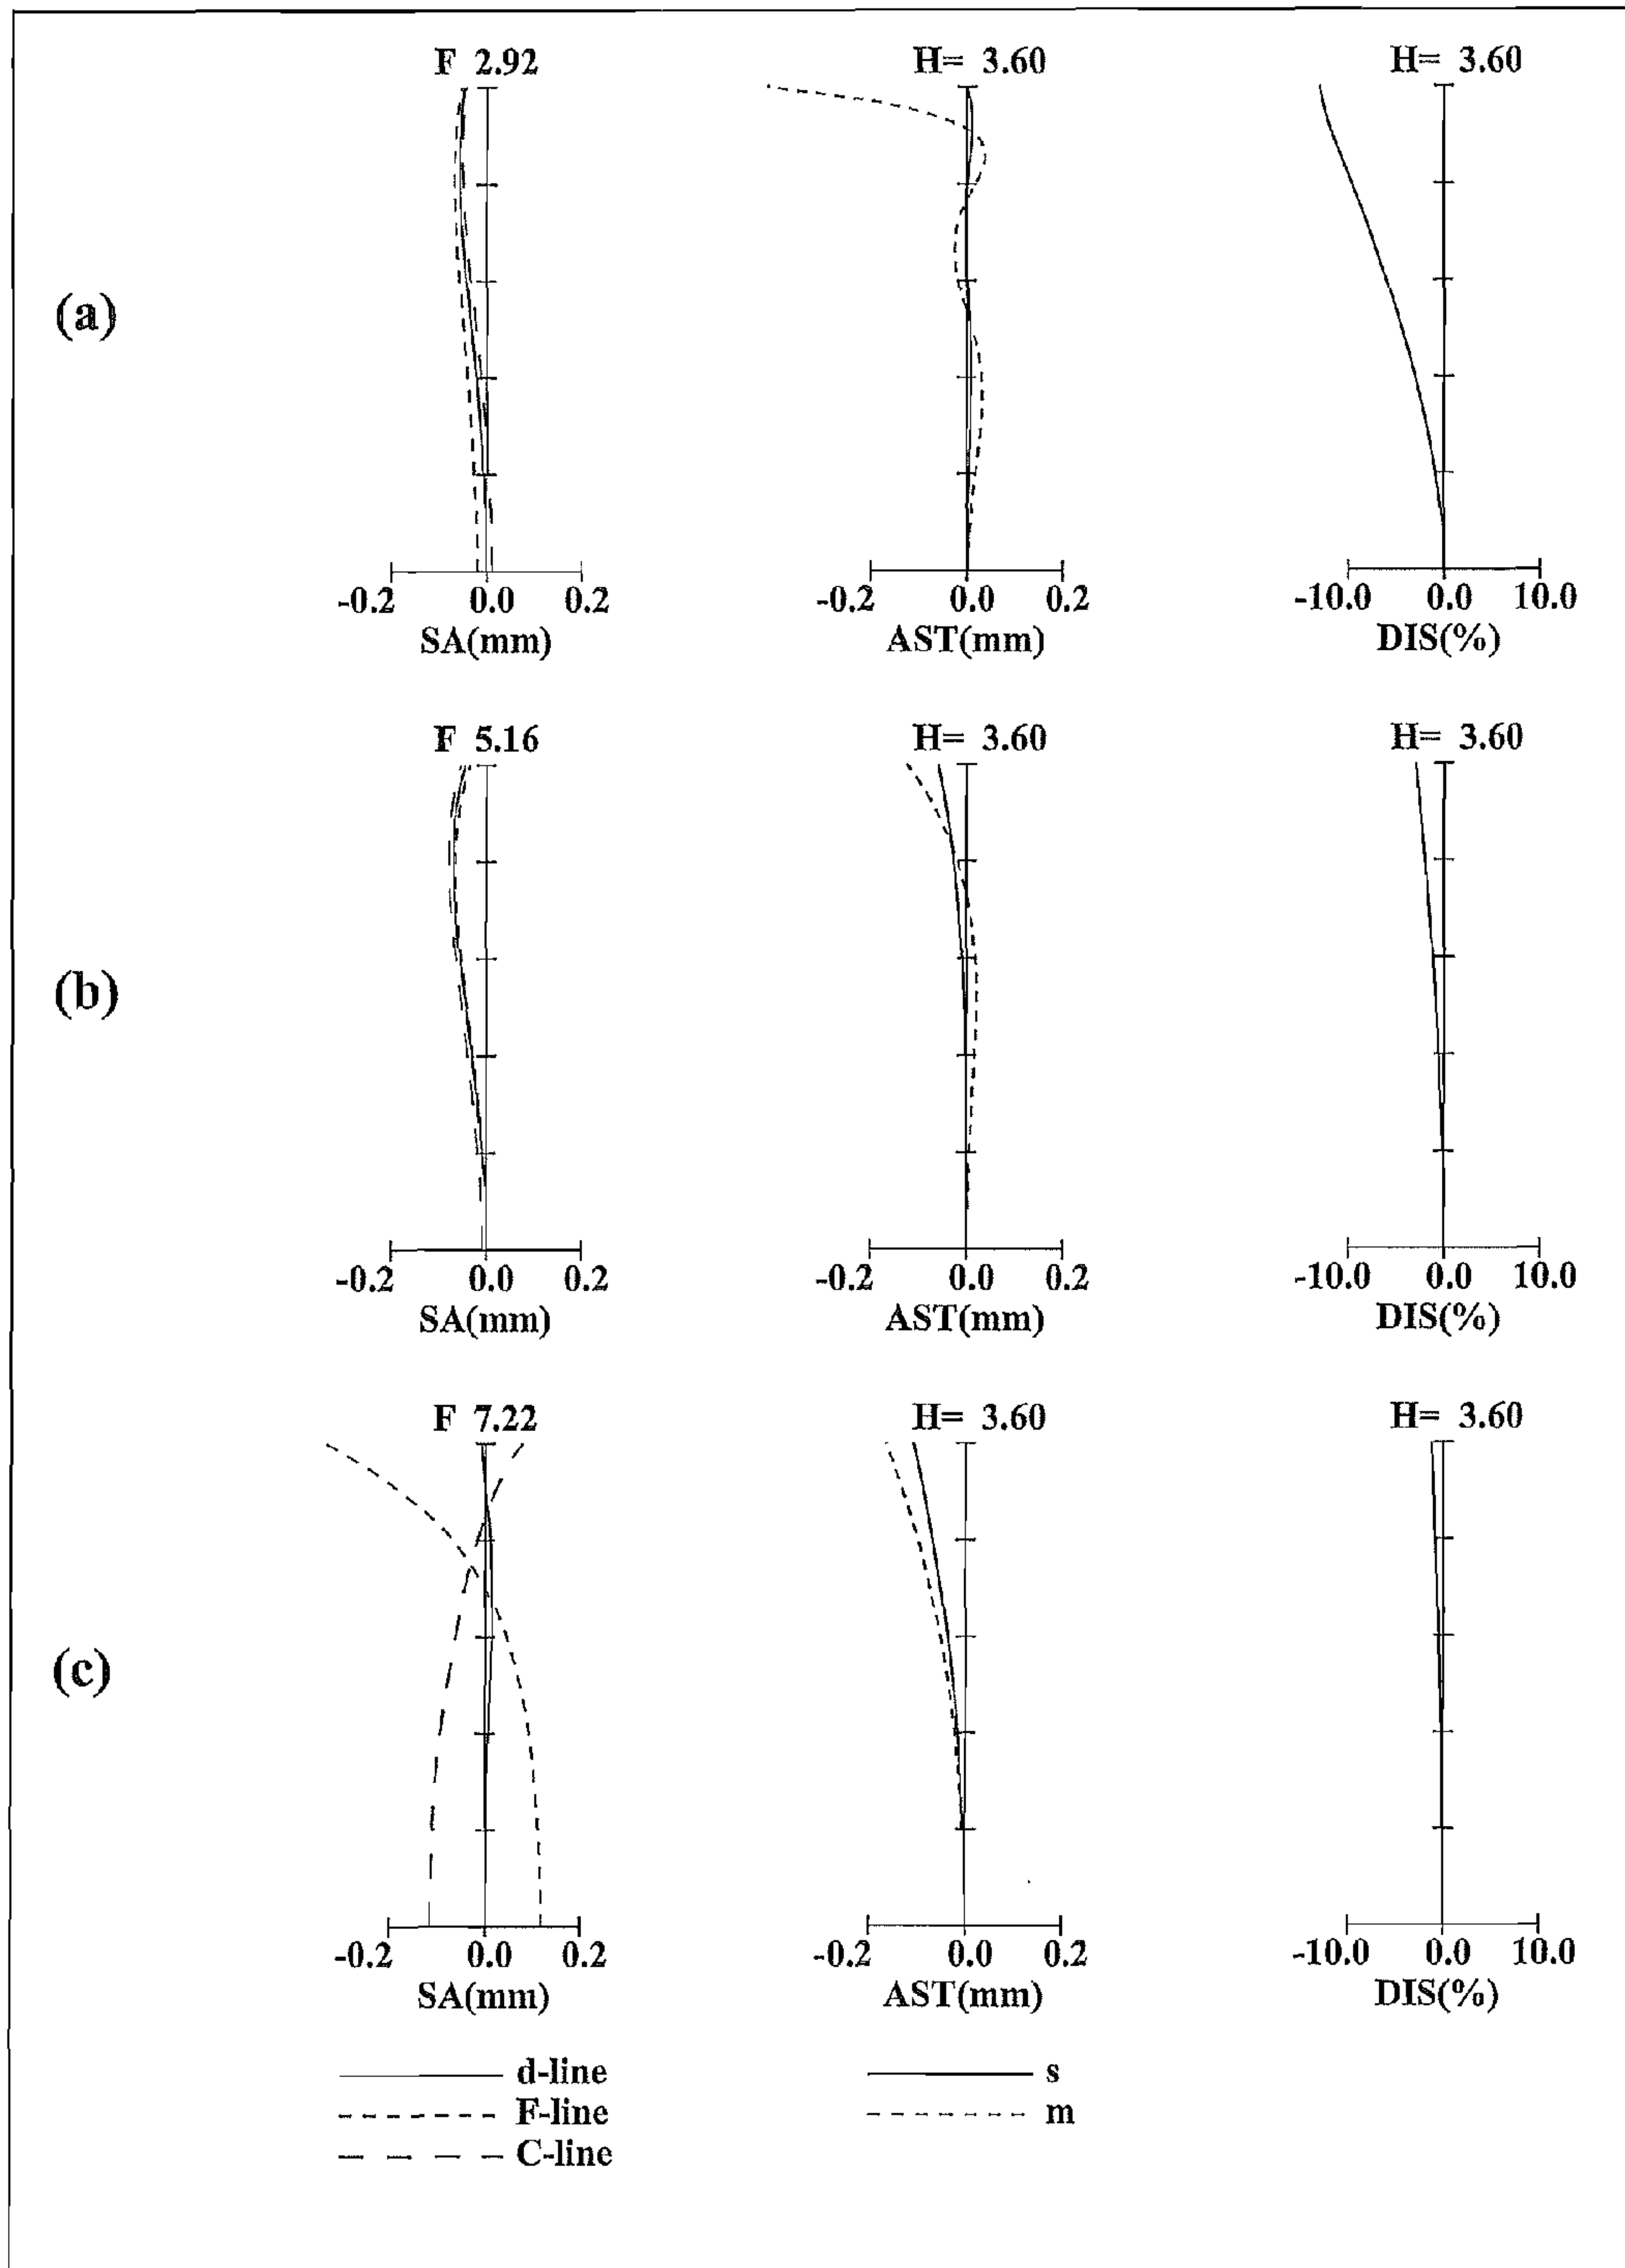 F 2.92 H= 3.60 H= 3.60
(a)
-0.2 0.0 0.2 -0.2 0.0 0.2 -10.0 0.0 10.0
SA(mm) AST(mm) DIS(%)
F 5.16 H= 3.60 H= 3.60
(b)
-0.2 0.0 0.2 -0.2 0.0 0.2 -10.0 0.0 10.0
SA(mm) AST(mm) DIS(%)
F 7.22 H= 3.60 H= 3.60
(c)
-0.2 0.0 0.2 -0.2 0.0 0.2 -10.0 0.0 10.0
SA(mm) AST(mm) DIS(%)
d-line s
F-line m
C-line